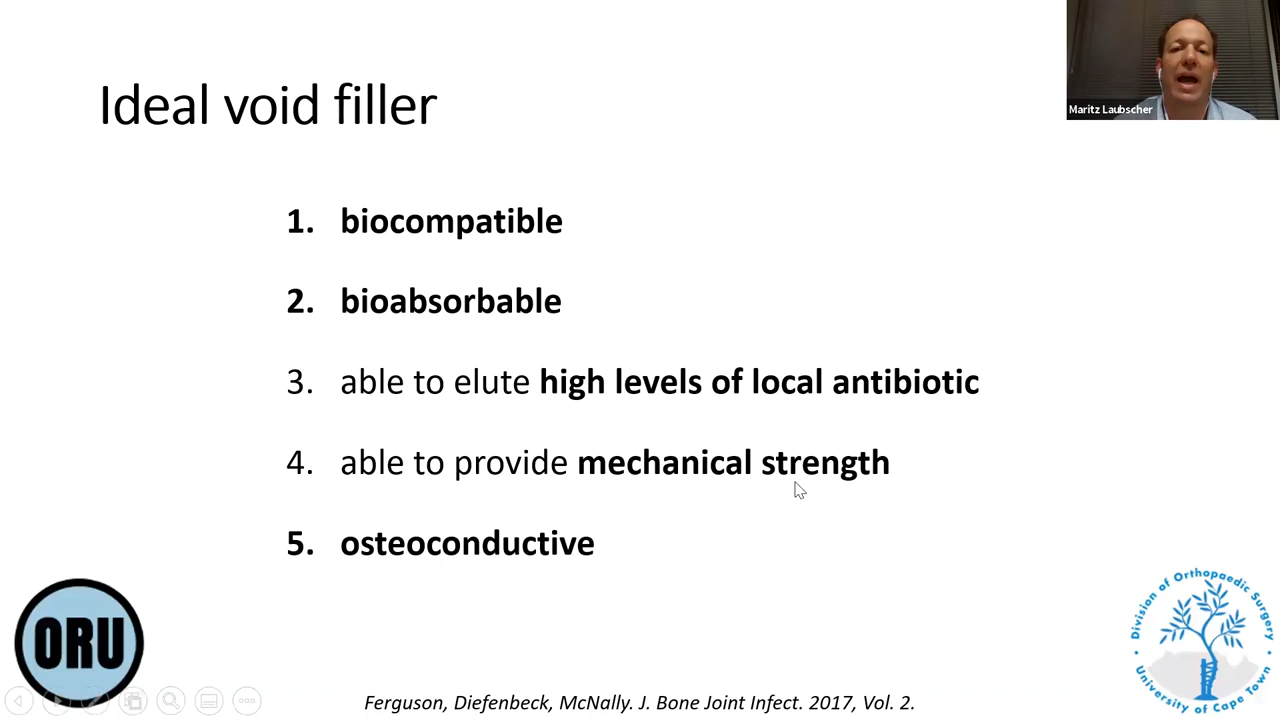 Maritz Laubscher
Ideal void filler
1. biocompatible
2. bioabsorbable
3. able to elute high levels of local antibiotic
4. able to provide mechanical strength
5. osteoconductive
ORU
Division of Orthopaedic Surgery
University of Cape Town
Ferguson, Diefenbeck, McNally. J. Bone Joint Infect. 2017, Vol. 2.